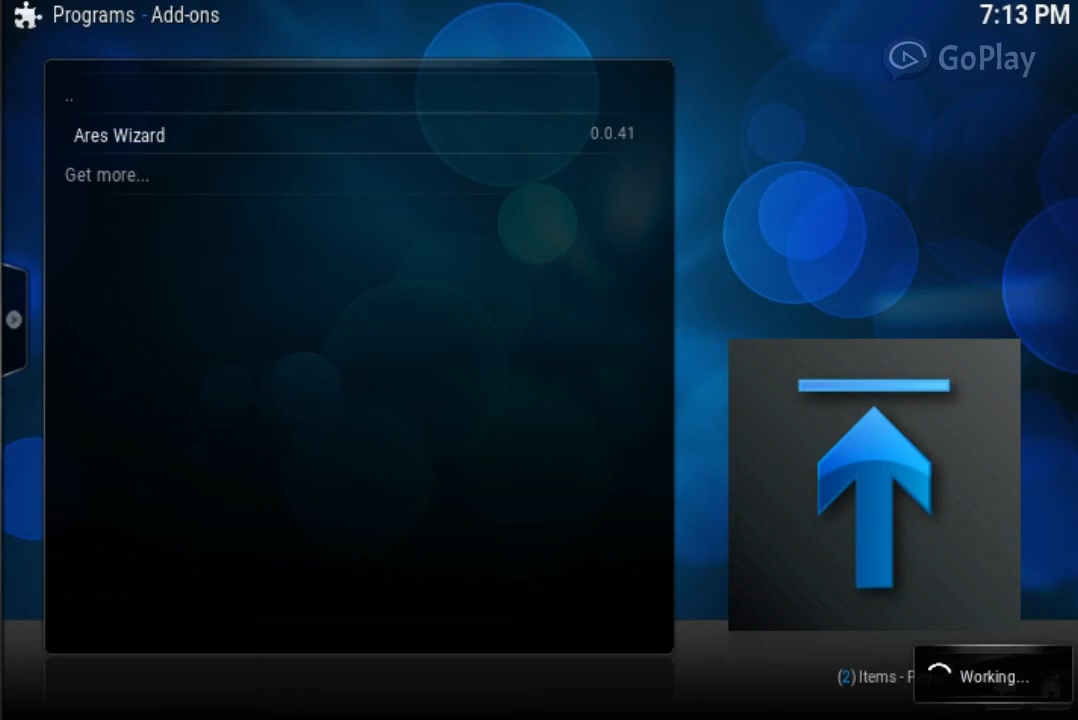 Programs - Add-ons
7:13 PM
GoPlay
..
Ares Wizard 0.0.41
Get more...
(2) Items -
Working...